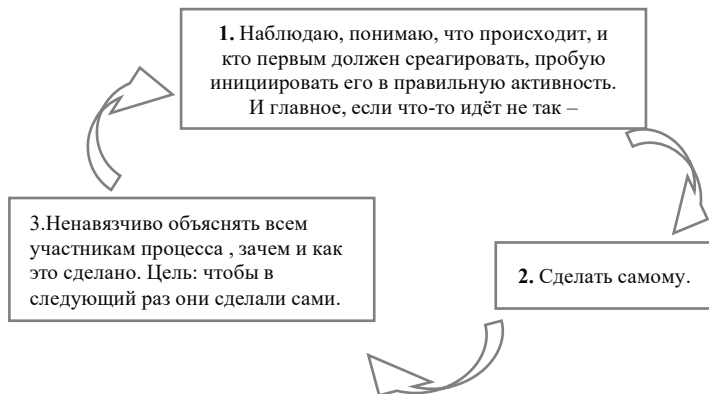 1. Наблюдаю, понимаю, что происходит, и
кто первым должен среагировать, пробую
инициировать его в правильную активность.
И главное, если что-то идёт не так –
2. Сделать самому.
3.Ненавязчиво объяснять всем
участникам процесса , зачем и как
это сделано. Цель: чтобы в
следующий раз они сделали сами.